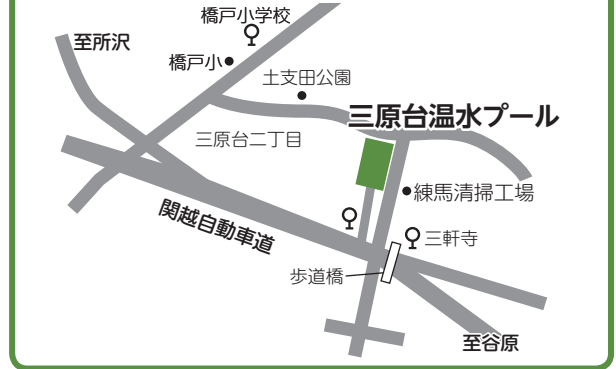 橋戸小学校
至所沢
橋戸小
土支田公園
三原台温水プール
三原台二丁目
練馬清掃工場
関越自動車道
三軒寺
歩道橋
至谷原